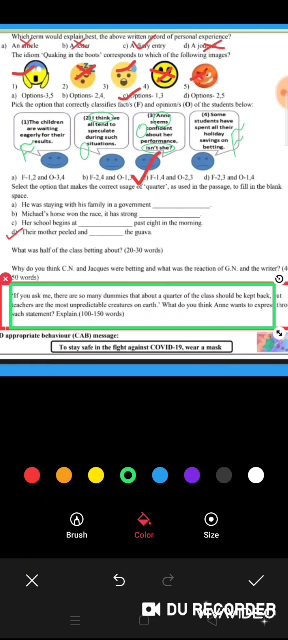 Which term would explain best, the above written record of personal experience?
a) An article b) A letter c) A diary entry d) A journal
The idiom 'Quaking in the boots' corresponds to which of the following images?
1) 2) 3) (4) (5)
a) Options-3,5 b) Options- 2,4, c) Options- 1,3 d) Options- 2,5
Pick the option that correctly classifies fact/s (F) and opinion/s (O) of the students below:
(1)The children are waiting eagerly for their results.
(2) I think we all tend to speculate during such situations.
(3) Anne seems confident about her performance, isn't she?
(4) Some students have spent all their holiday savings on betting.
F O O F
a) F-1,2 and O-3,4 b) F-2,4 and O-1,3 c) F-1,4 and O-2,3 d) F-2,3 and O-1,4
Select the option that makes the correct usage of 'quarter', as used in the passage, to fill in the blank
space.
a) He was staying with his family in a government
b) Michael's horse won the race, it has strong
c) Her school begins at past eight in the morning.
d) Their mother peeled and the guava.
What was half of the class betting about? (20-30 words)
Why do you think C.N. and Jacques were betting and what was the reaction of G.N. and the writer? (4
50 words)
'If you ask me, there are so many dummies that about a quarter of the class should be kept back, but
teachers are the most unpredictable creatures on earth.' What do you think Anne wants to express
such statement? Explain.(100-150 words)
D appropriate behaviour (CAB) message:
To stay safe in the fight against COVID-19, wear a mask
Brush Color Size
DU RECORDER
VIVAVIDEO